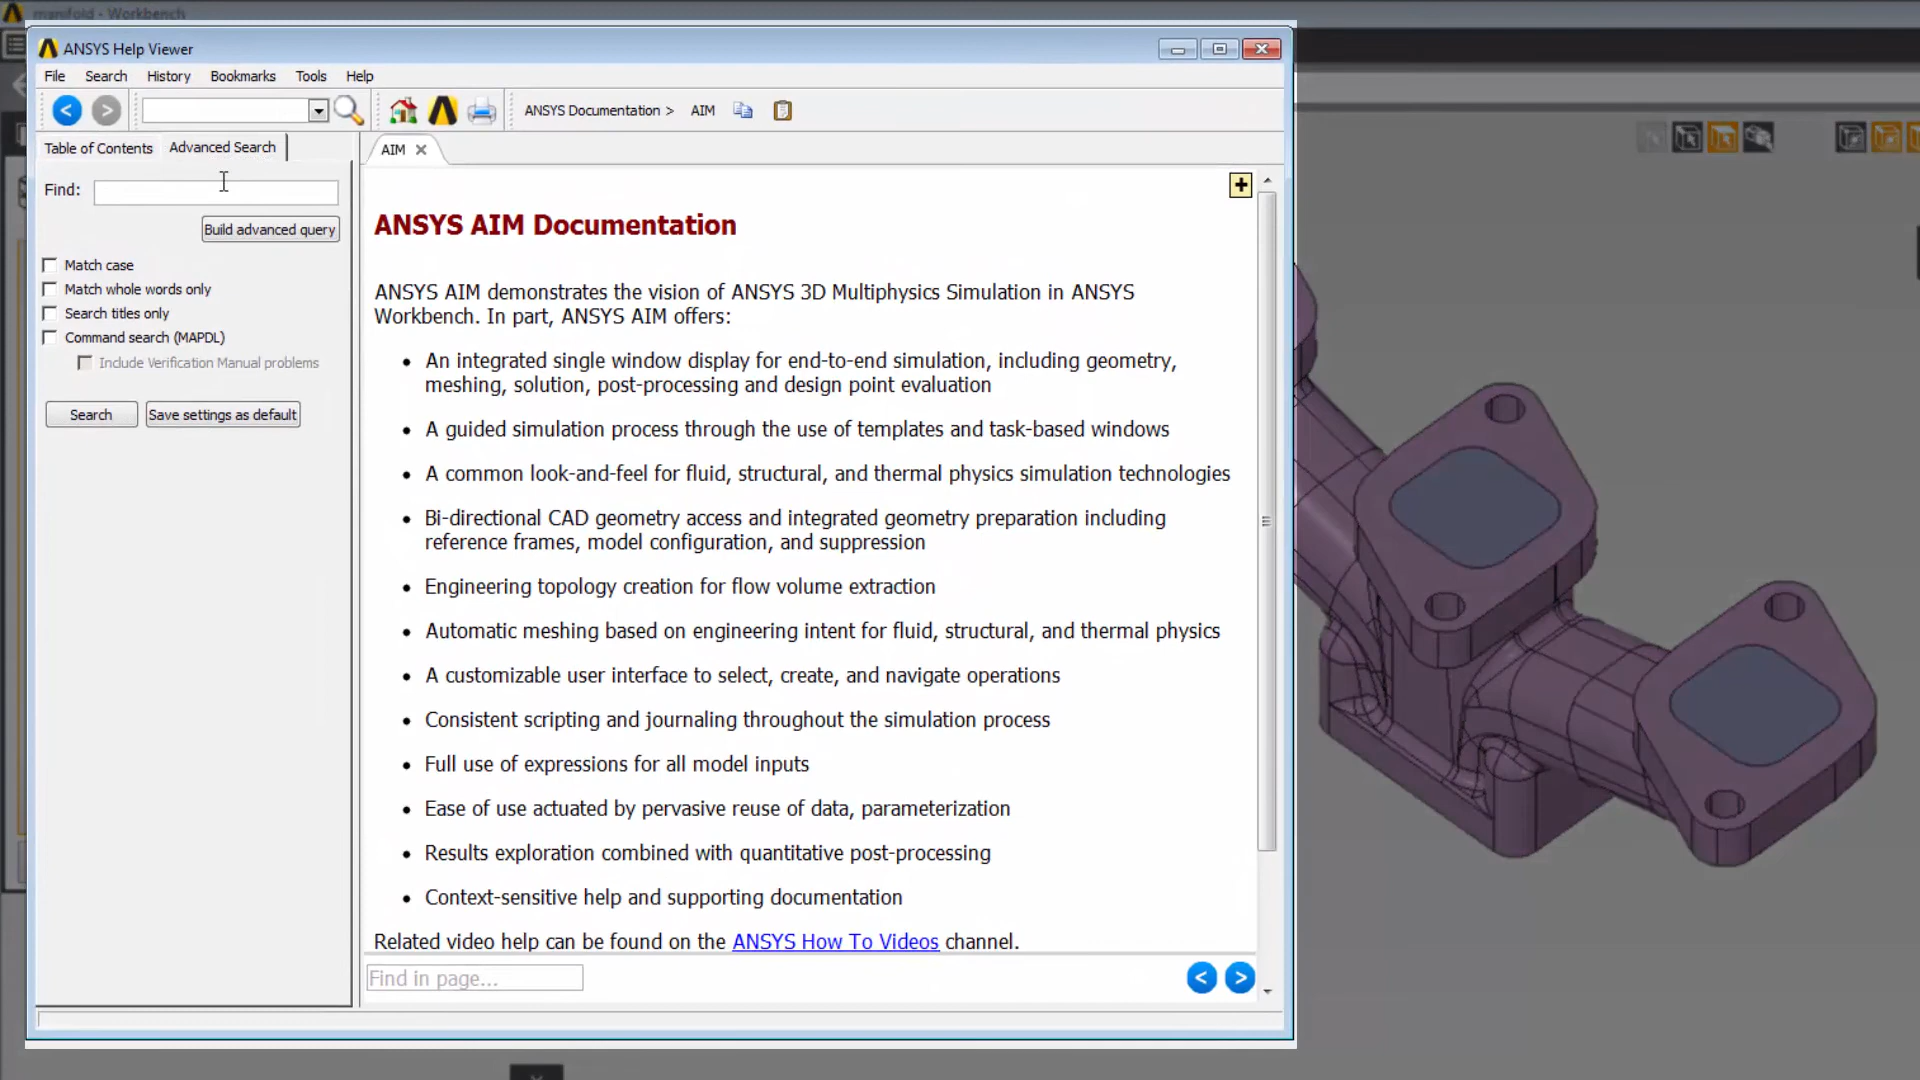 manifold - Workbench
ANSYS Help Viewer
File Search History Bookmarks Tools Help
ANSYS Documentation > AIM
Table of Contents Advanced Search
AIM
Find:
Build advanced query
Match case
Match whole words only
Search titles only
Command search (MAPDL)
Include Verification Manual problems
Search Save settings as default
ANSYS AIM Documentation
ANSYS AIM demonstrates the vision of ANSYS 3D Multiphysics Simulation in ANSYS
Workbench. In part, ANSYS AIM offers:
• An integrated single window display for end-to-end simulation, including geometry,
meshing, solution, post-processing and design point evaluation
• A guided simulation process through the use of templates and task-based windows
• A common look-and-feel for fluid, structural, and thermal physics simulation technologies
• Bi-directional CAD geometry access and integrated geometry preparation including
reference frames, model configuration, and suppression
• Engineering topology creation for flow volume extraction
• Automatic meshing based on engineering intent for fluid, structural, and thermal physics
• A customizable user interface to select, create, and navigate operations
• Consistent scripting and journaling throughout the simulation process
• Full use of expressions for all model inputs
• Ease of use actuated by pervasive reuse of data, parameterization
• Results exploration combined with quantitative post-processing
• Context-sensitive help and supporting documentation
Related video help can be found on the ANSYS How To Videos channel.
Find in page...